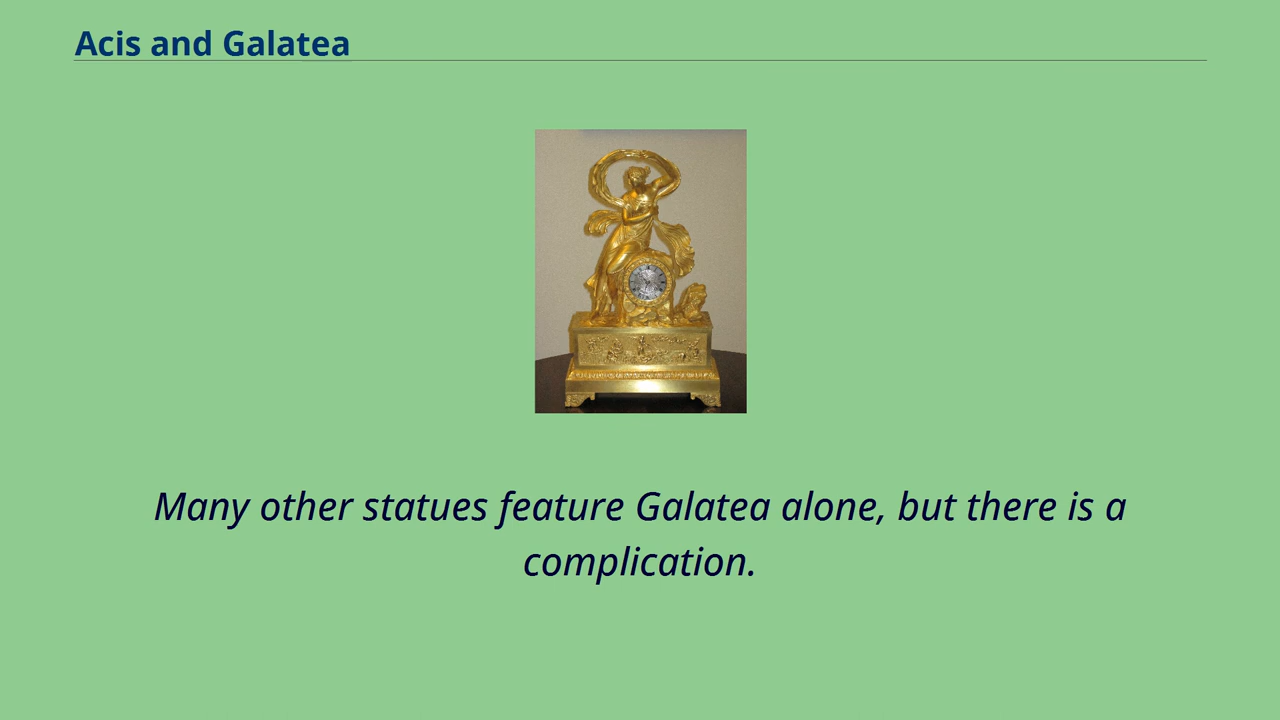 Acis and Galatea
Many other statues feature Galatea alone, but there is a
complication.